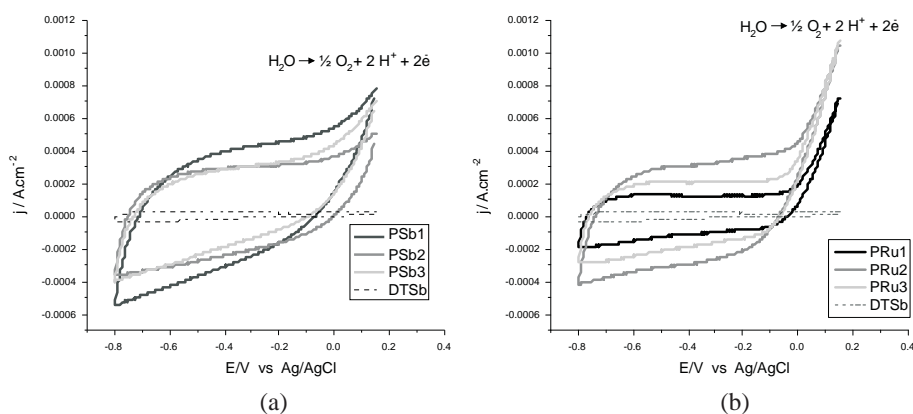 0.0012
0.0010
0.0008
0.0006
0.0004
0.0002
0.0000
-0.0002
-0.0004
-0.0006
j / A.cm⁻²
H₂O → ½ O₂ + 2 H⁺ + 2ė
PSb1
PSb2
PSb3
DTSb
-0.8 -0.6 -0.4 -0.2 0.0 0.2 0.4
E/V vs Ag/AgCl
(a)
0.0012
0.0010
0.0008
0.0006
0.0004
0.0002
0.0000
-0.0002
-0.0004
-0.0006
j / A.cm⁻²
H₂O → ½ O₂ + 2 H⁺ + 2ė
PRu1
PRu2
PRu3
DTSb
-0.8 -0.6 -0.4 -0.2 0.0 0.2 0.4
E/V vs Ag/AgCl
(b)